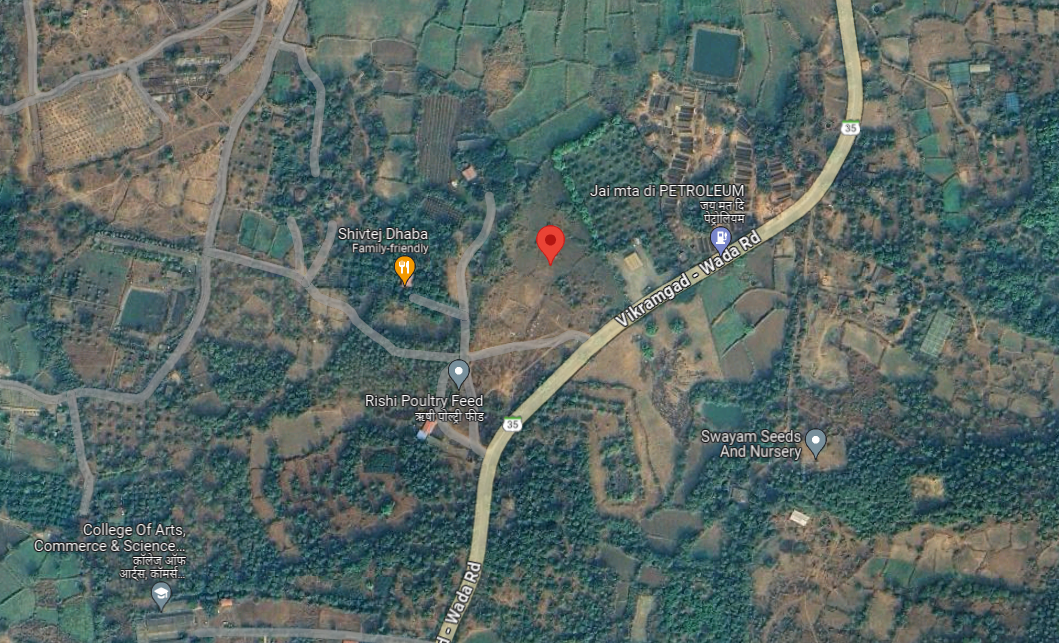 35
Jai mta di PETROLEUM
जय मत दि
पेट्रोलियम
Shivtej Dhaba
Family-friendly
Vikramgad - Wada Rd
Rishi Poultry Feed
ऋषी पोल्ट्री फीड
35
Swayam Seeds
And Nursery
College Of Arts,
Commerce & Science...
कॉलेज ऑफ
आर्ट्स, कॉमर्स...
d - Wada Rd